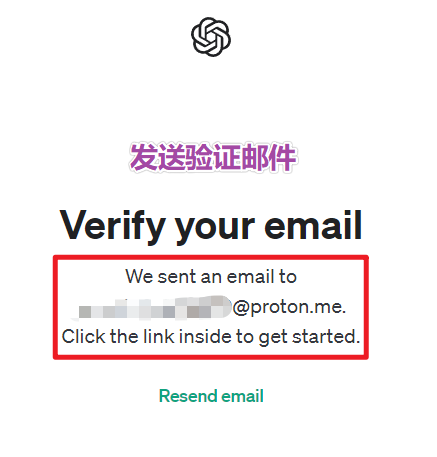 发送验证邮件
Verify your email
We sent an email to
@proton.me.
Click the link inside to get started.
Resend email